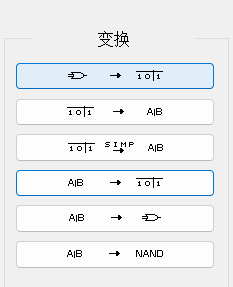 变换
→ 10|1
10|1 → A|B
10|1 SIMP → A|B
A|B → 10|1
A|B →
A|B → NAND